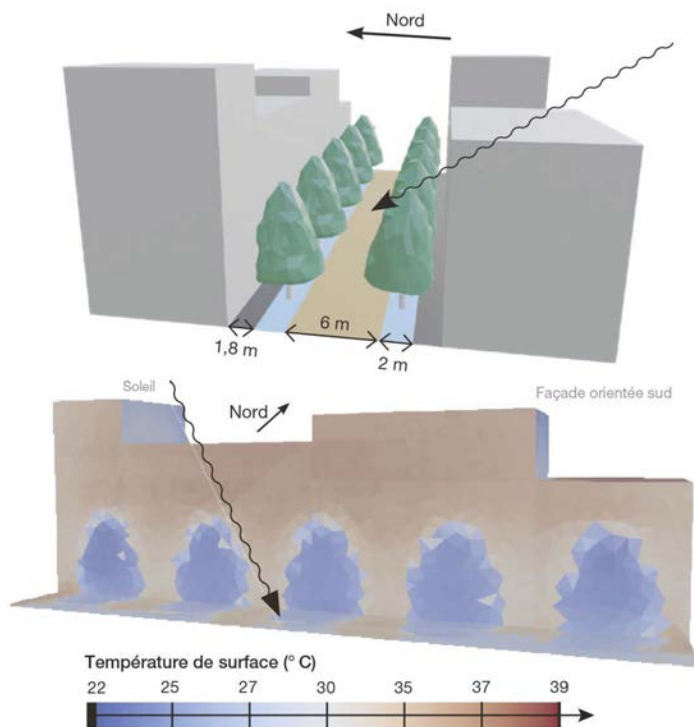 Nord
6 m
1,8 m
2 m
Soleil
Nord
Façade orientée sud
Température de surface (° C)
22 25 27 30 35 37 39